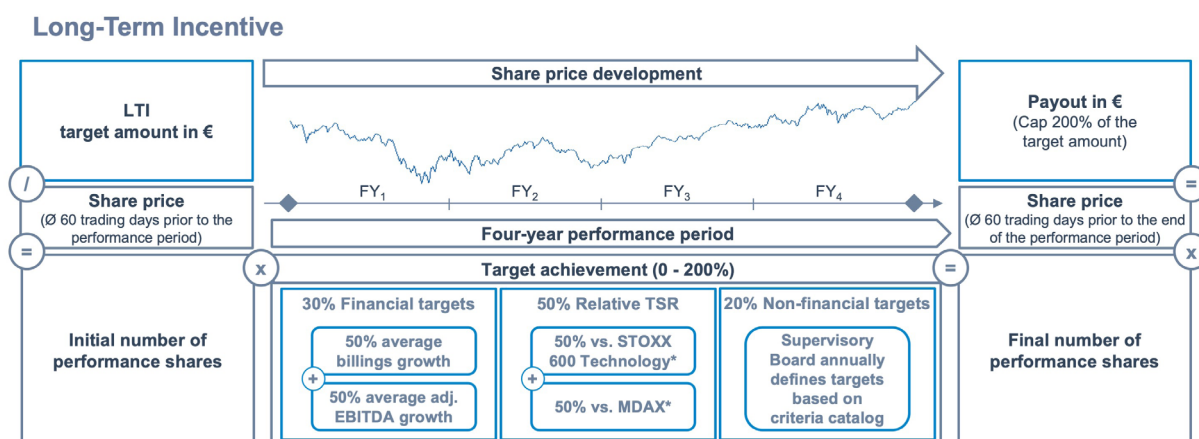 Long-Term Incentive
LTI
target amount in €
/
Share price
(Ø 60 trading days prior to the
performance period)
=
Initial number of
performance shares
x
Share price development
FY1
FY2
FY3
FY4
Four-year performance period
Target achievement (0 - 200%)
30% Financial targets
50% average
billings growth
+
50% average adj.
EBITDA growth
50% Relative TSR
50% vs. STOXX
600 Technology*
+
50% vs. MDAX*
20% Non-financial targets
Supervisory
Board annually
defines targets
based on
criteria catalog
=
Payout in €
(Cap 200% of the
target amount)
=
Share price
(Ø 60 trading days prior to the end
of the performance period)
x
Final number of
performance shares